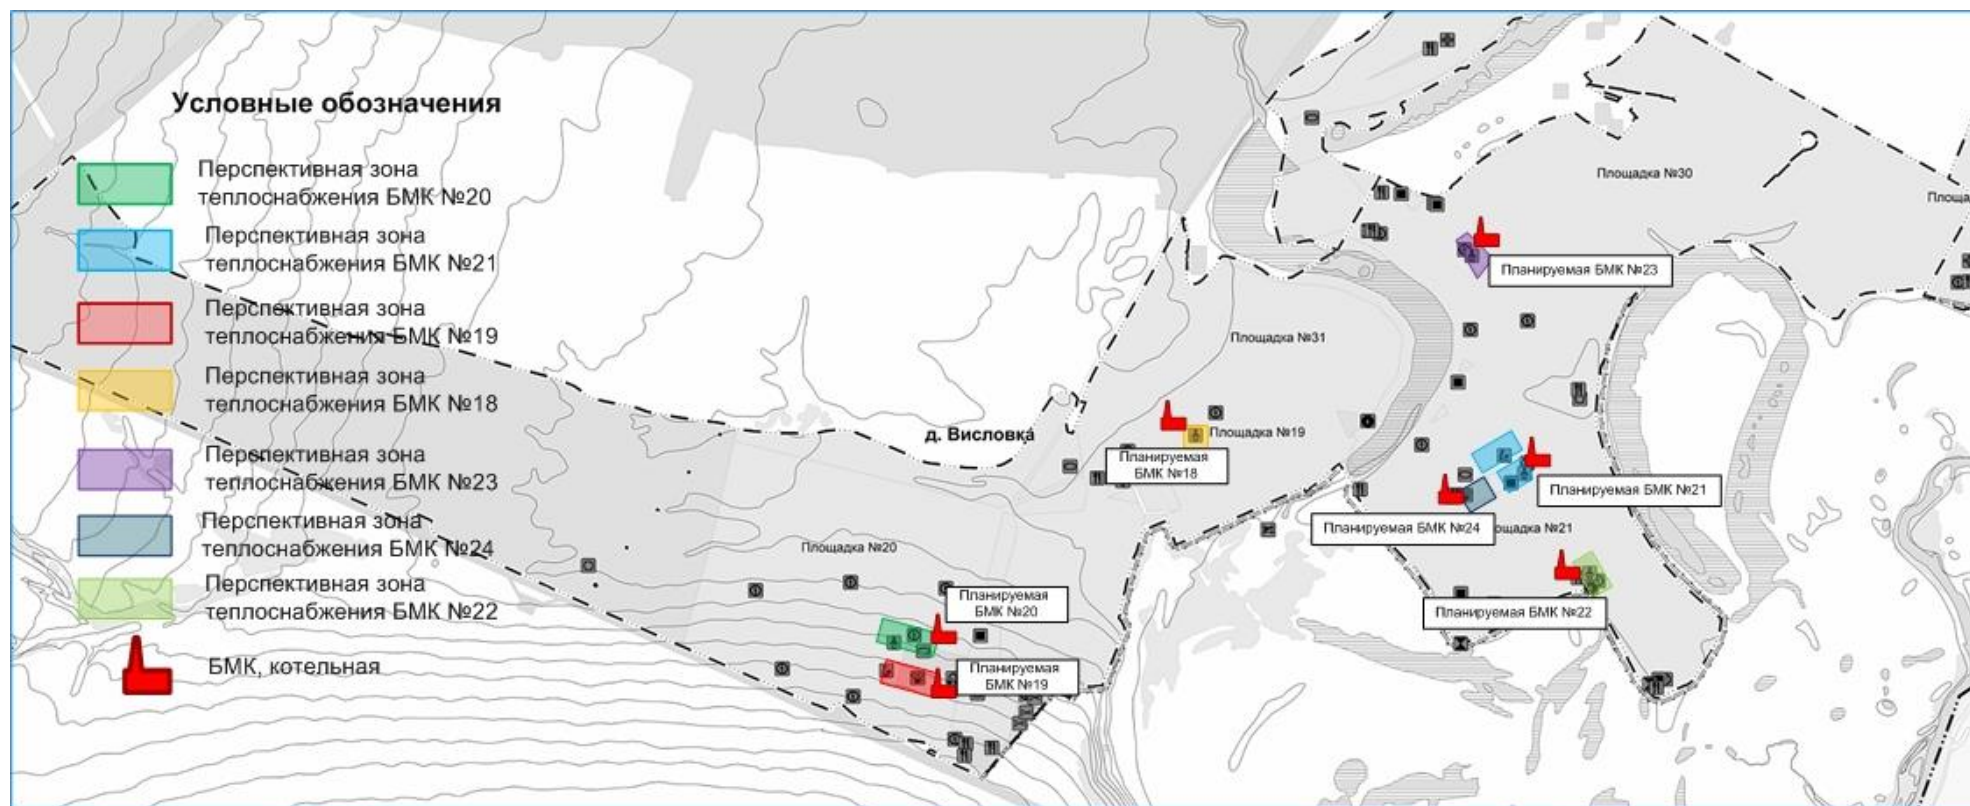 Условные обозначения
Перспективная зона
теплоснабжения БМК №20
Перспективная зона
теплоснабжения БМК №21
Перспективная зона
теплоснабжения БМК №19
Перспективная зона
теплоснабжения БМК №18
Перспективная зона
теплоснабжения БМК №23
Перспективная зона
теплоснабжения БМК №24
Перспективная зона
теплоснабжения БМК №22
БМК, котельная
Площадка №30
Площа
Планируемая БМК №23
Площадка №31
д. Висловка
Площадка №19
Планируемая
БМК №18
Планируемая БМК №21
Планируемая БМК №24
ощадка №21
Площадка №20
Планируемая
БМК №20
Планируемая БМК №22
Планируемая
БМК №19